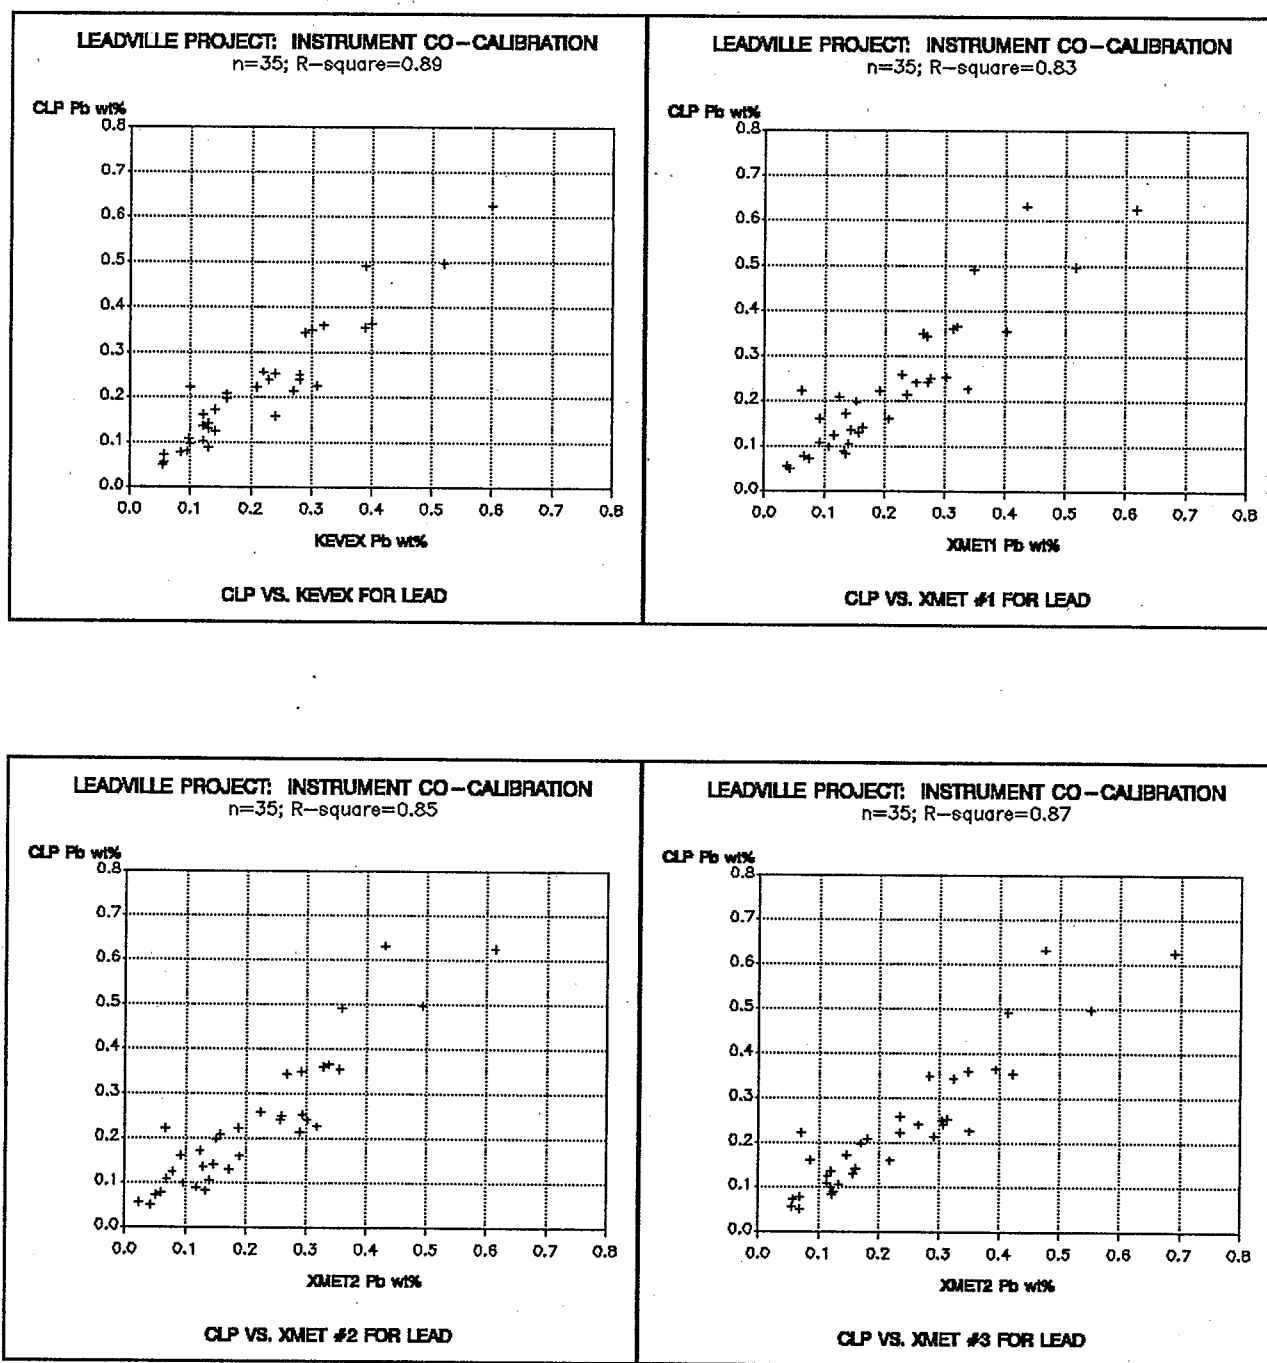 LEADVILLE PROJECT: INSTRUMENT CO-CALIBRATION
n=35; R-square=0.89
CLP Pb wt%
0.8
0.7
0.6
0.5
0.4
0.3
0.2
0.1
0.0
0.0 0.1 0.2 0.3 0.4 0.5 0.6 0.7 0.8
KEVEX Pb wt%
CLP VS. KEVEX FOR LEAD
LEADVILLE PROJECT: INSTRUMENT CO-CALIBRATION
n=35; R-square=0.83
CLP Pb wt%
0.8
0.7
0.6
0.5
0.4
0.3
0.2
0.1
0.0
0.0 0.1 0.2 0.3 0.4 0.5 0.6 0.7 0.8
XMET1 Pb wt%
CLP VS. XMET #1 FOR LEAD
LEADVILLE PROJECT: INSTRUMENT CO-CALIBRATION
n=35; R-square=0.85
CLP Pb wt%
0.8
0.7
0.6
0.5
0.4
0.3
0.2
0.1
0.0
0.0 0.1 0.2 0.3 0.4 0.5 0.6 0.7 0.8
XMET2 Pb wt%
CLP VS. XMET #2 FOR LEAD
LEADVILLE PROJECT: INSTRUMENT CO-CALIBRATION
n=35; R-square=0.87
CLP Pb wt%
0.8
0.7
0.6
0.5
0.4
0.3
0.2
0.1
0.0
0.0 0.1 0.2 0.3 0.4 0.5 0.6 0.7 0.8
XMET2 Pb wt%
CLP VS. XMET #3 FOR LEAD